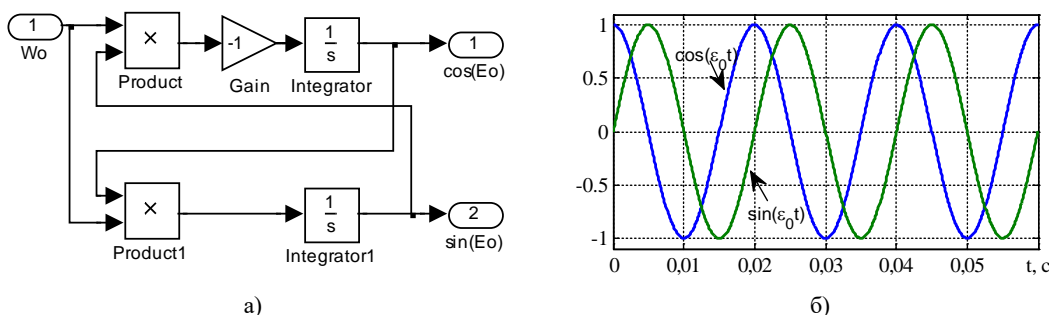 1
Wo
×
Product
-1
Gain
1
s
Integrator
1
cos(Eo)
×
Product1
1
s
Integrator1
2
sin(Eo)
а)
1
0.5
0
-0.5
-1
cos(ε₀t)
sin(ε₀t)
0 0,01 0,02 0,03 0,04 0,05 t, c
б)